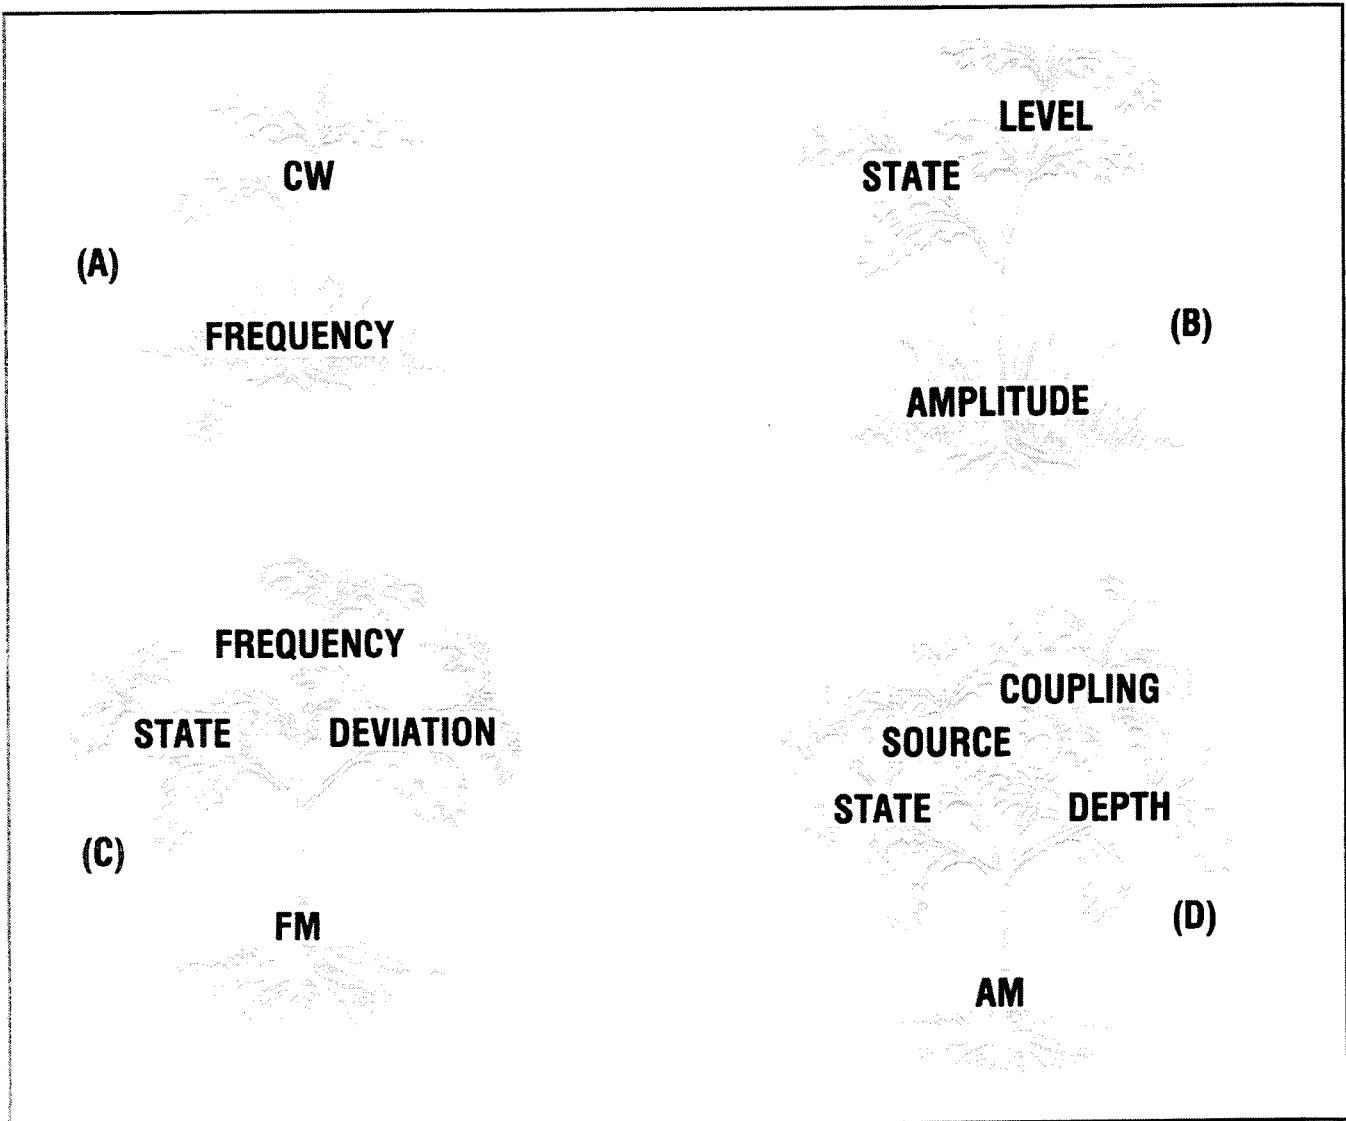 CW
(A)
FREQUENCY
LEVEL
STATE
(B)
AMPLITUDE
FREQUENCY
STATE DEVIATION
(C)
FM
COUPLING
SOURCE
STATE DEPTH
(D)
AM